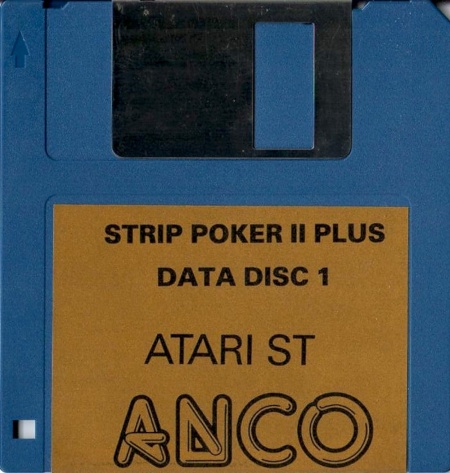 STRIP POKER II PLUS
DATA DISC 1
ATARI ST
ANCO